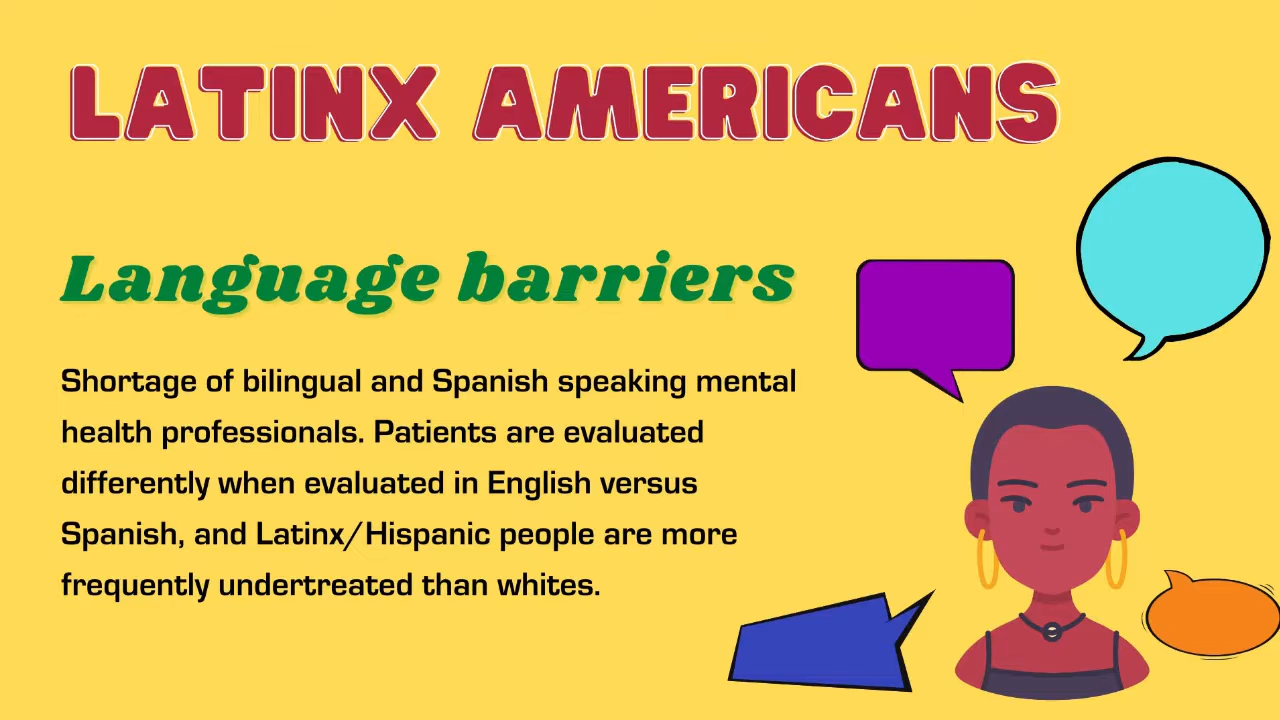 LATINX AMERICANS
Language barriers
Shortage of bilingual and Spanish speaking mental
health professionals. Patients are evaluated
differently when evaluated in English versus
Spanish, and Latinx/Hispanic people are more
frequently undertreated than whites.